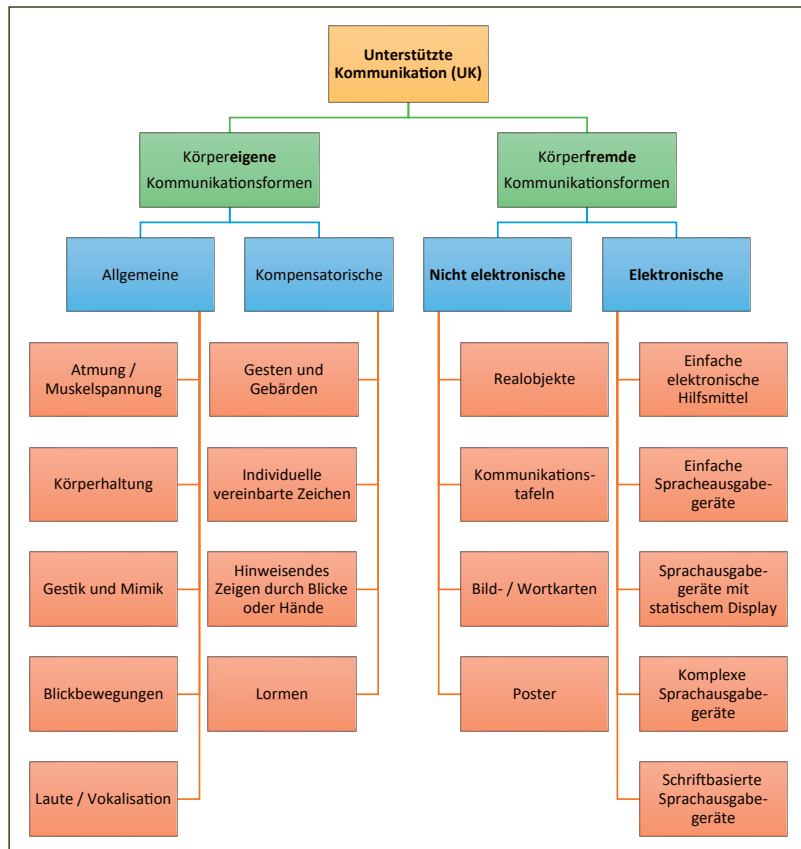 Unterstützte
Kommunikation (UK)
Körpereigene
Kommunikationsformen
Körperfremde
Kommunikationsformen
Allgemeine
Kompensatorische
Nicht elektronische
Elektronische
Atmung /
Muskelspannung
Körperhaltung
Gestik und Mimik
Blickbewegungen
Laute / Vokalisation
Gesten und
Gebärden
Individuelle
vereinbarte Zeichen
Hinweisendes
Zeigen durch Blicke
oder Hände
Lormen
Realobjekte
Kommunikations-
tafeln
Bild- / Wortkarten
Poster
Einfache
elektronische
Hilfsmittel
Einfache
Spracheausgabe-
geräte
Sprachausgabe-
geräte mit
statischem Display
Komplexe
Sprachausgabe-
geräte
Schriftbasierte
Sprachausgabe-
geräte